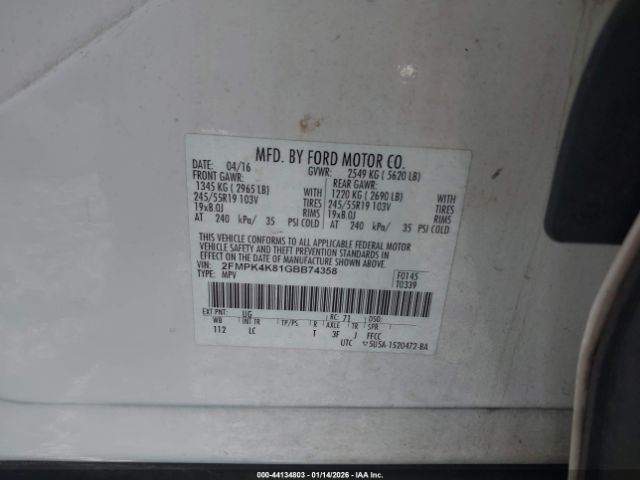 MFD. BY FORD MOTOR CO.
DATE: 04/16 GVWR: 2549 KG ( 5620 LB)
FRONT GAWR: REAR GAWR:
1345 KG ( 2965 LB) WITH 1220 KG ( 2690 LB) WITH
245/55R19 103V TIRES 245/55R19 103V TIRES
19x8.0J RIMS 19x8.0J RIMS
AT 240 kPa/ 35 PSI COLD AT 240 kPa/ 35 PSI COLD
THIS VEHICLE CONFORMS TO ALL APPLICABLE FEDERAL MOTOR
VEHICLE SAFETY AND THEFT PREVENTION STANDARDS IN
EFFECT ON THE DATE OF MANUFACTURE SHOWN ABOVE.
VIN: 2FMPK4K81GBB74358 F0145
TYPE: MPV T0339
EXT PNT: UG RC: 71 DSO:
WB INT TR TP/PS R AXLE TR SPR
112 LC T 3F J FFCC
UTC 5U5A-1520472-BA
000-44134803 | 01/14/2026 - IAA, Inc.